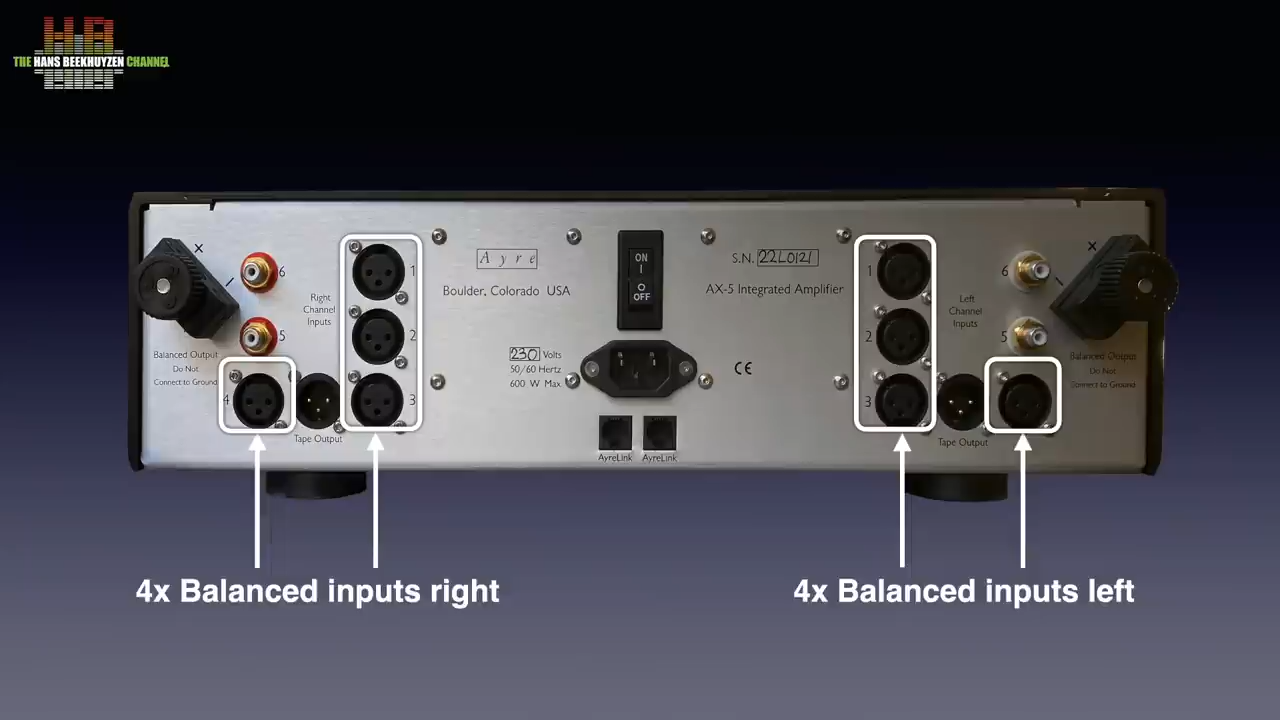 THE HANS BEEKHUYZEN CHANNEL
6
5
4
Right
Channel
Inputs
1
2
3
Balanced Output
Do Not
Connect to Ground
Tape Output
Ayre
Boulder, Colorado USA
230 Volts
50/60 Hertz
600 W Max
ON
I
O
OFF
AyreLink
AyreLink
S.N. 22L0121
AX-5 Integrated Amplifier
CE
1
2
3
Left
Channel
Inputs
6
5
Balanced Output
Do Not
Connect to Ground
Tape Output
4x Balanced inputs right
4x Balanced inputs left